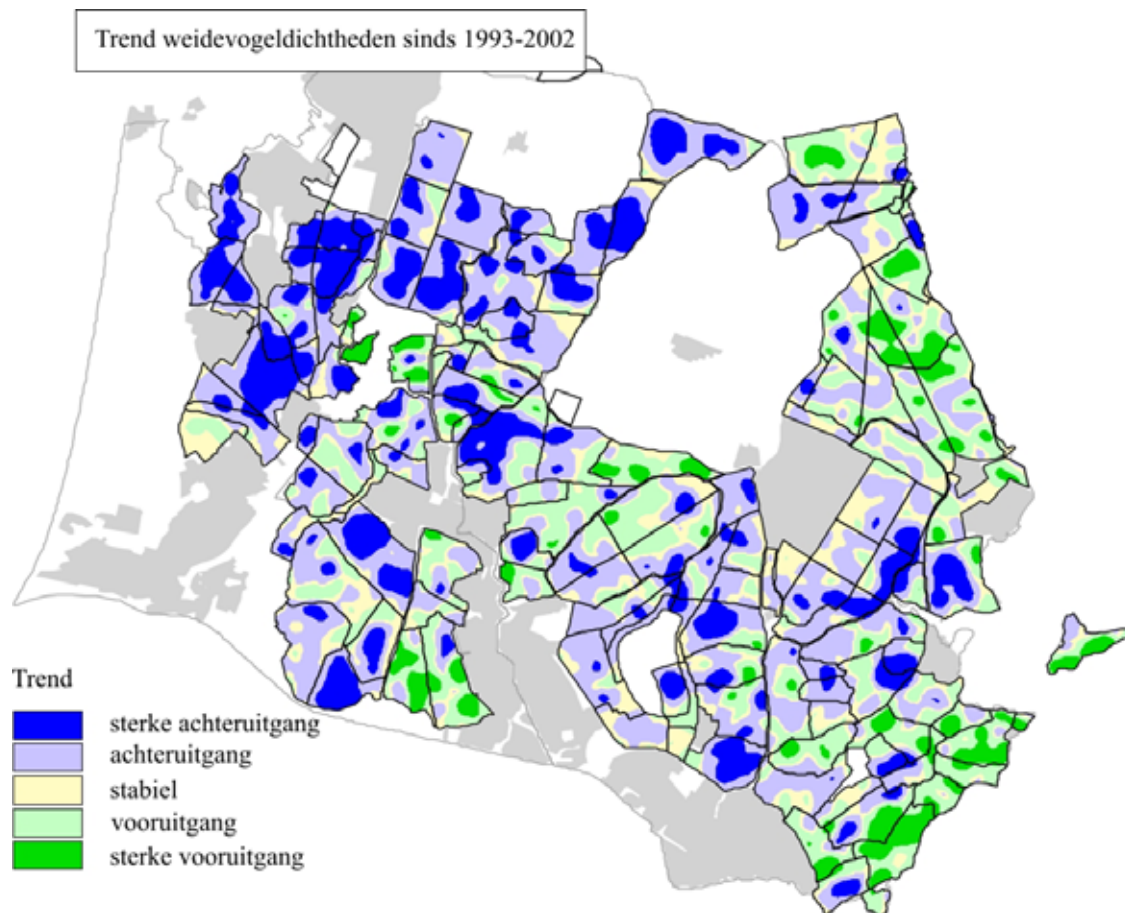 Trend weidevogeldichtheden sinds 1993-2002
Trend
sterke achteruitgang
achteruitgang
stabiel
vooruitgang
sterke vooruitgang